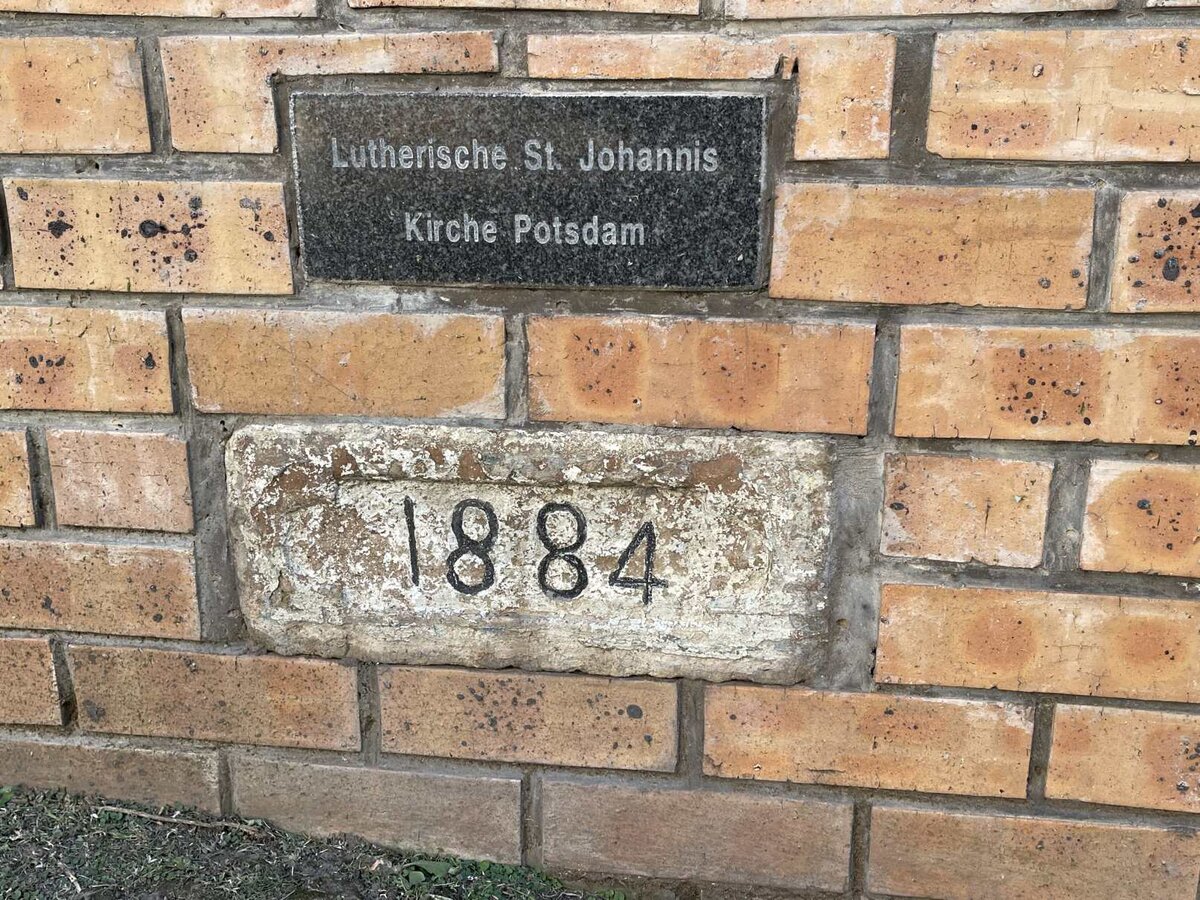 Lutherische St. Johannis
Kirche Potsdam
1884